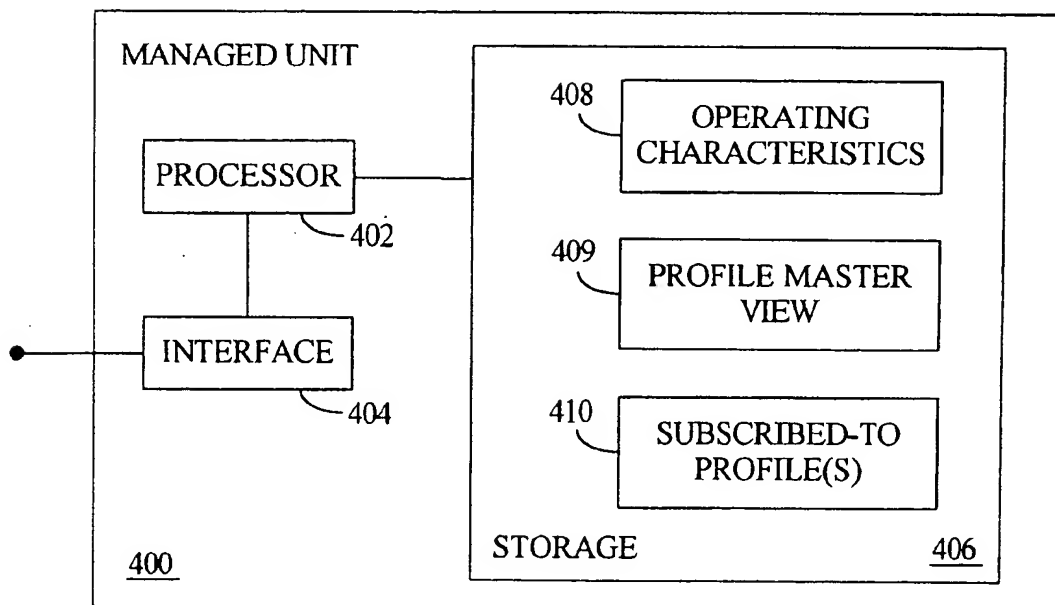 MANAGED UNIT
PROCESSOR
402
INTERFACE
404
400
408
OPERATING
CHARACTERISTICS
409
PROFILE MASTER
VIEW
410
SUBSCRIBED-TO
PROFILE(S)
STORAGE
406